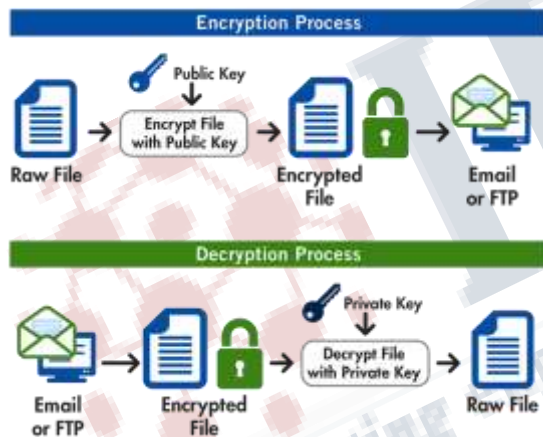 Encryption Process
Public Key
Encrypt File
with Public Key
Raw File
Encrypted
File
Email
or FTP
Decryption Process
Private Key
Decrypt File
with Private Key
Email
or FTP
Encrypted
File
Raw File